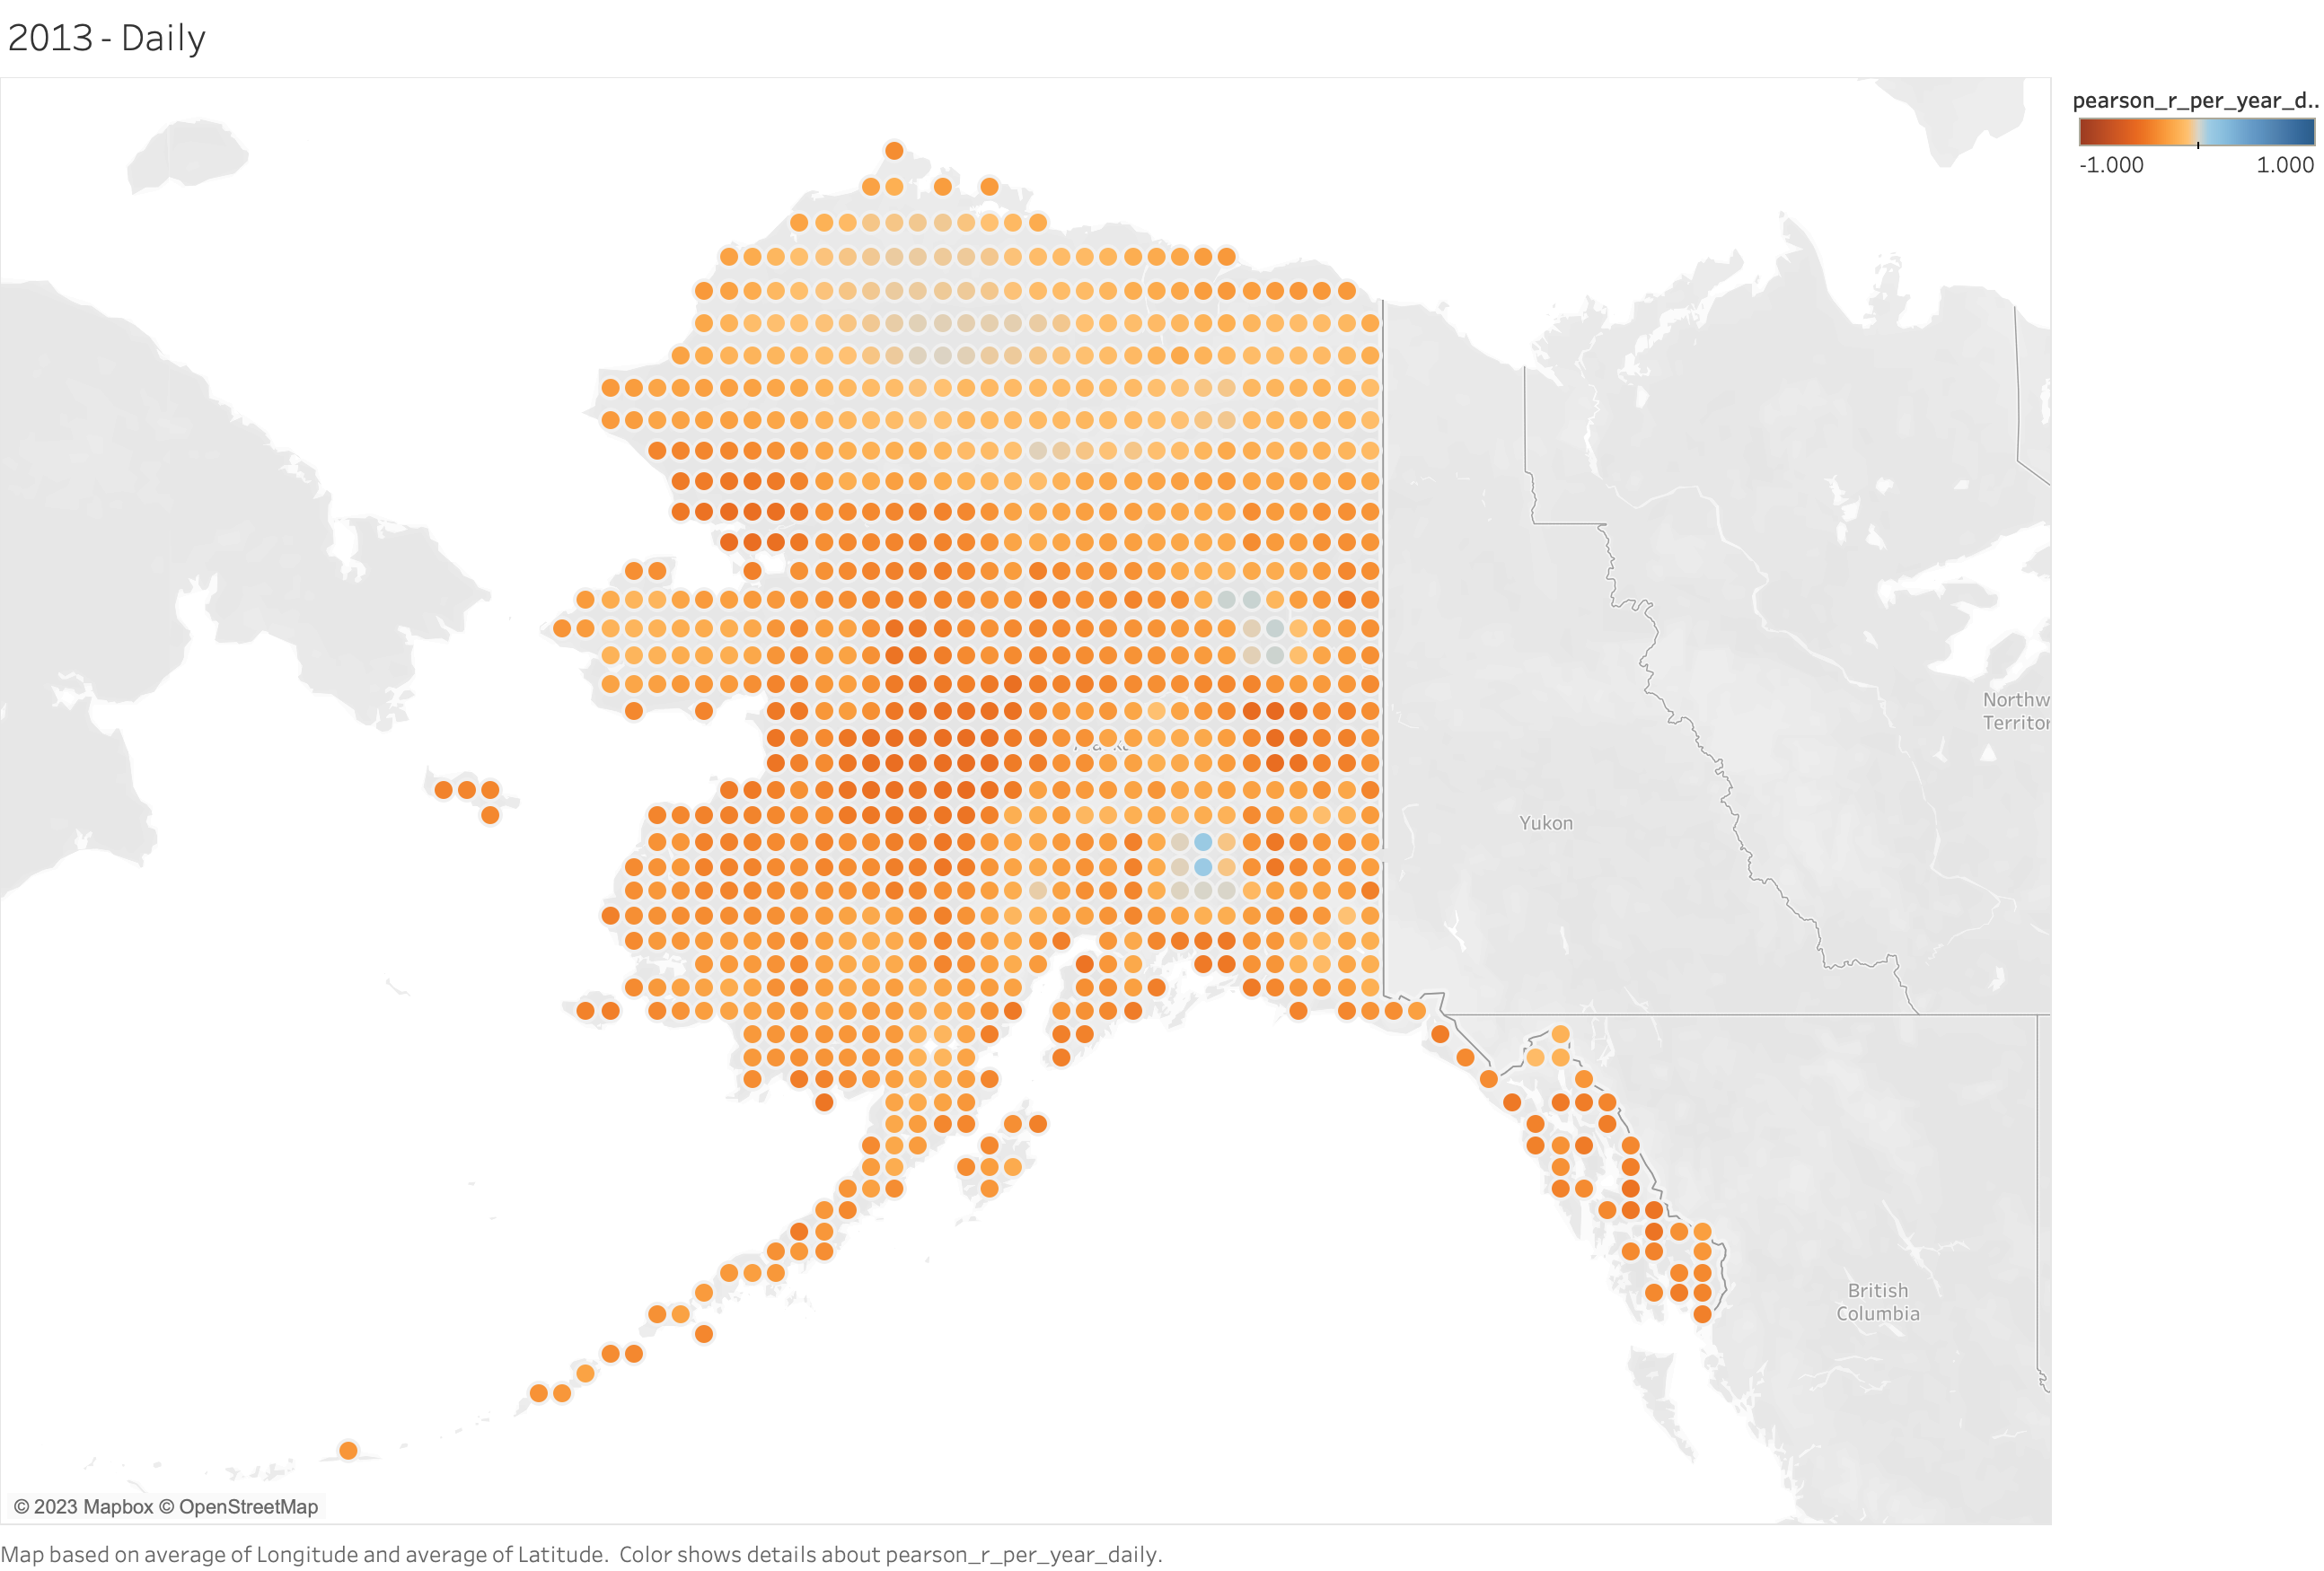 2013 - Daily
pearson_r_per_year_d..
-1.000 1.000
Northw
Territor
Yukon
British
Columbia
© 2023 Mapbox © OpenStreetMap
Map based on average of Longitude and average of Latitude. Color shows details about pearson_r_per_year_daily.